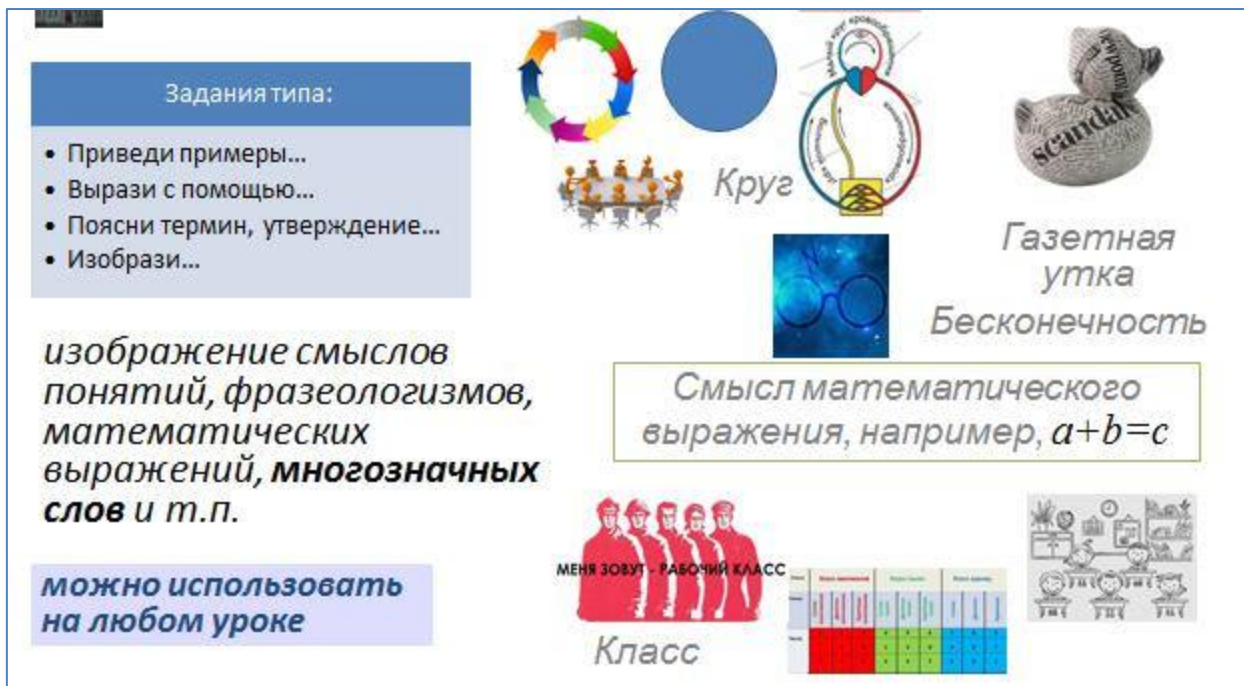 Задания типа:
• Приведи примеры...
• Вырази с помощью...
• Поясни термин, утверждение...
• Изобрази...
изображение смыслов
понятий, фразеологизмов,
математических
выражений, многозначных
слов и т.п.
можно использовать
на любом уроке
Круг
scandal
Газетная
утка
Бесконечность
Смысл математического
выражения, например, a+b=c
МЕНЯ ЗОВУТ - РАБОЧИЙ КЛАСС
Класс